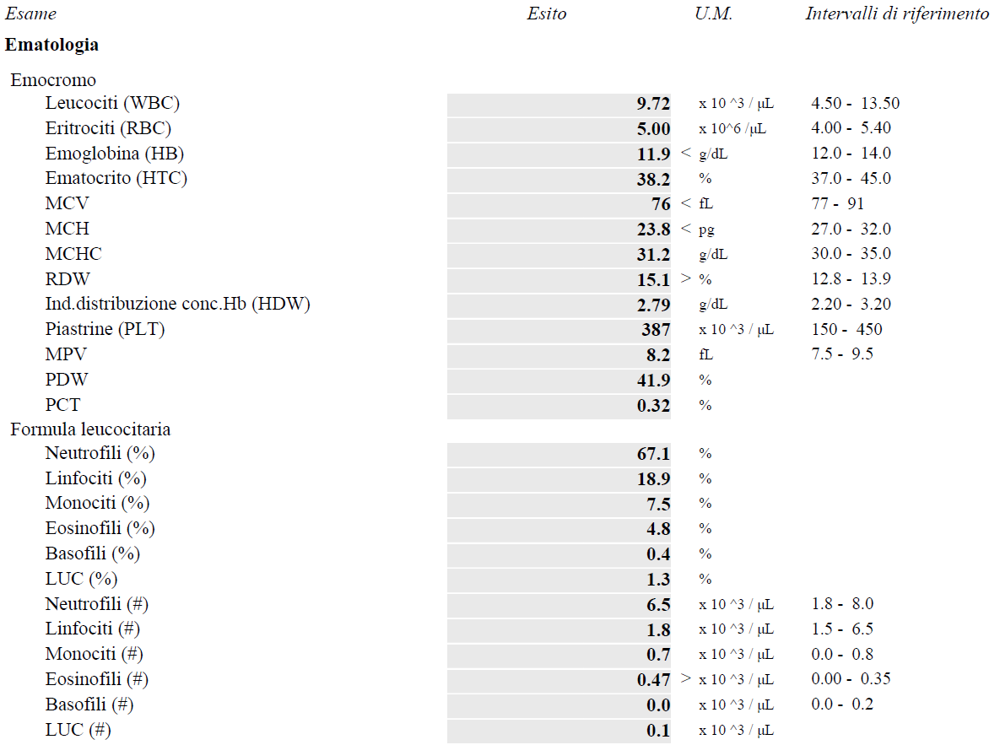 Esame Esito U.M. Intervalli di riferimento
Ematologia
Emocromo
Leucociti (WBC) 9.72 x 10 ^3 / µL 4.50 - 13.50
Eritrociti (RBC) 5.00 x 10^6 /µL 4.00 - 5.40
Emoglobina (HB) 11.9 < g/dL 12.0 - 14.0
Ematocrito (HTC) 38.2 % 37.0 - 45.0
MCV 76 < fL 77 - 91
MCH 23.8 < pg 27.0 - 32.0
MCHC 31.2 g/dL 30.0 - 35.0
RDW 15.1 > % 12.8 - 13.9
Ind.distribuzione conc.Hb (HDW) 2.79 g/dL 2.20 - 3.20
Piastrine (PLT) 387 x 10 ^3 / µL 150 - 450
MPV 8.2 fL 7.5 - 9.5
PDW 41.9 %
PCT 0.32 %
Formula leucocitaria
Neutrofili (%) 67.1 %
Linfociti (%) 18.9 %
Monociti (%) 7.5 %
Eosinofili (%) 4.8 %
Basofili (%) 0.4 %
LUC (%) 1.3 %
Neutrofili (#) 6.5 x 10 ^3 / µL 1.8 - 8.0
Linfociti (#) 1.8 x 10 ^3 / µL 1.5 - 6.5
Monociti (#) 0.7 x 10 ^3 / µL 0.0 - 0.8
Eosinofili (#) 0.47 > x 10 ^3 / µL 0.00 - 0.35
Basofili (#) 0.0 x 10 ^3 / µL 0.0 - 0.2
LUC (#) 0.1 x 10 ^3 / µL